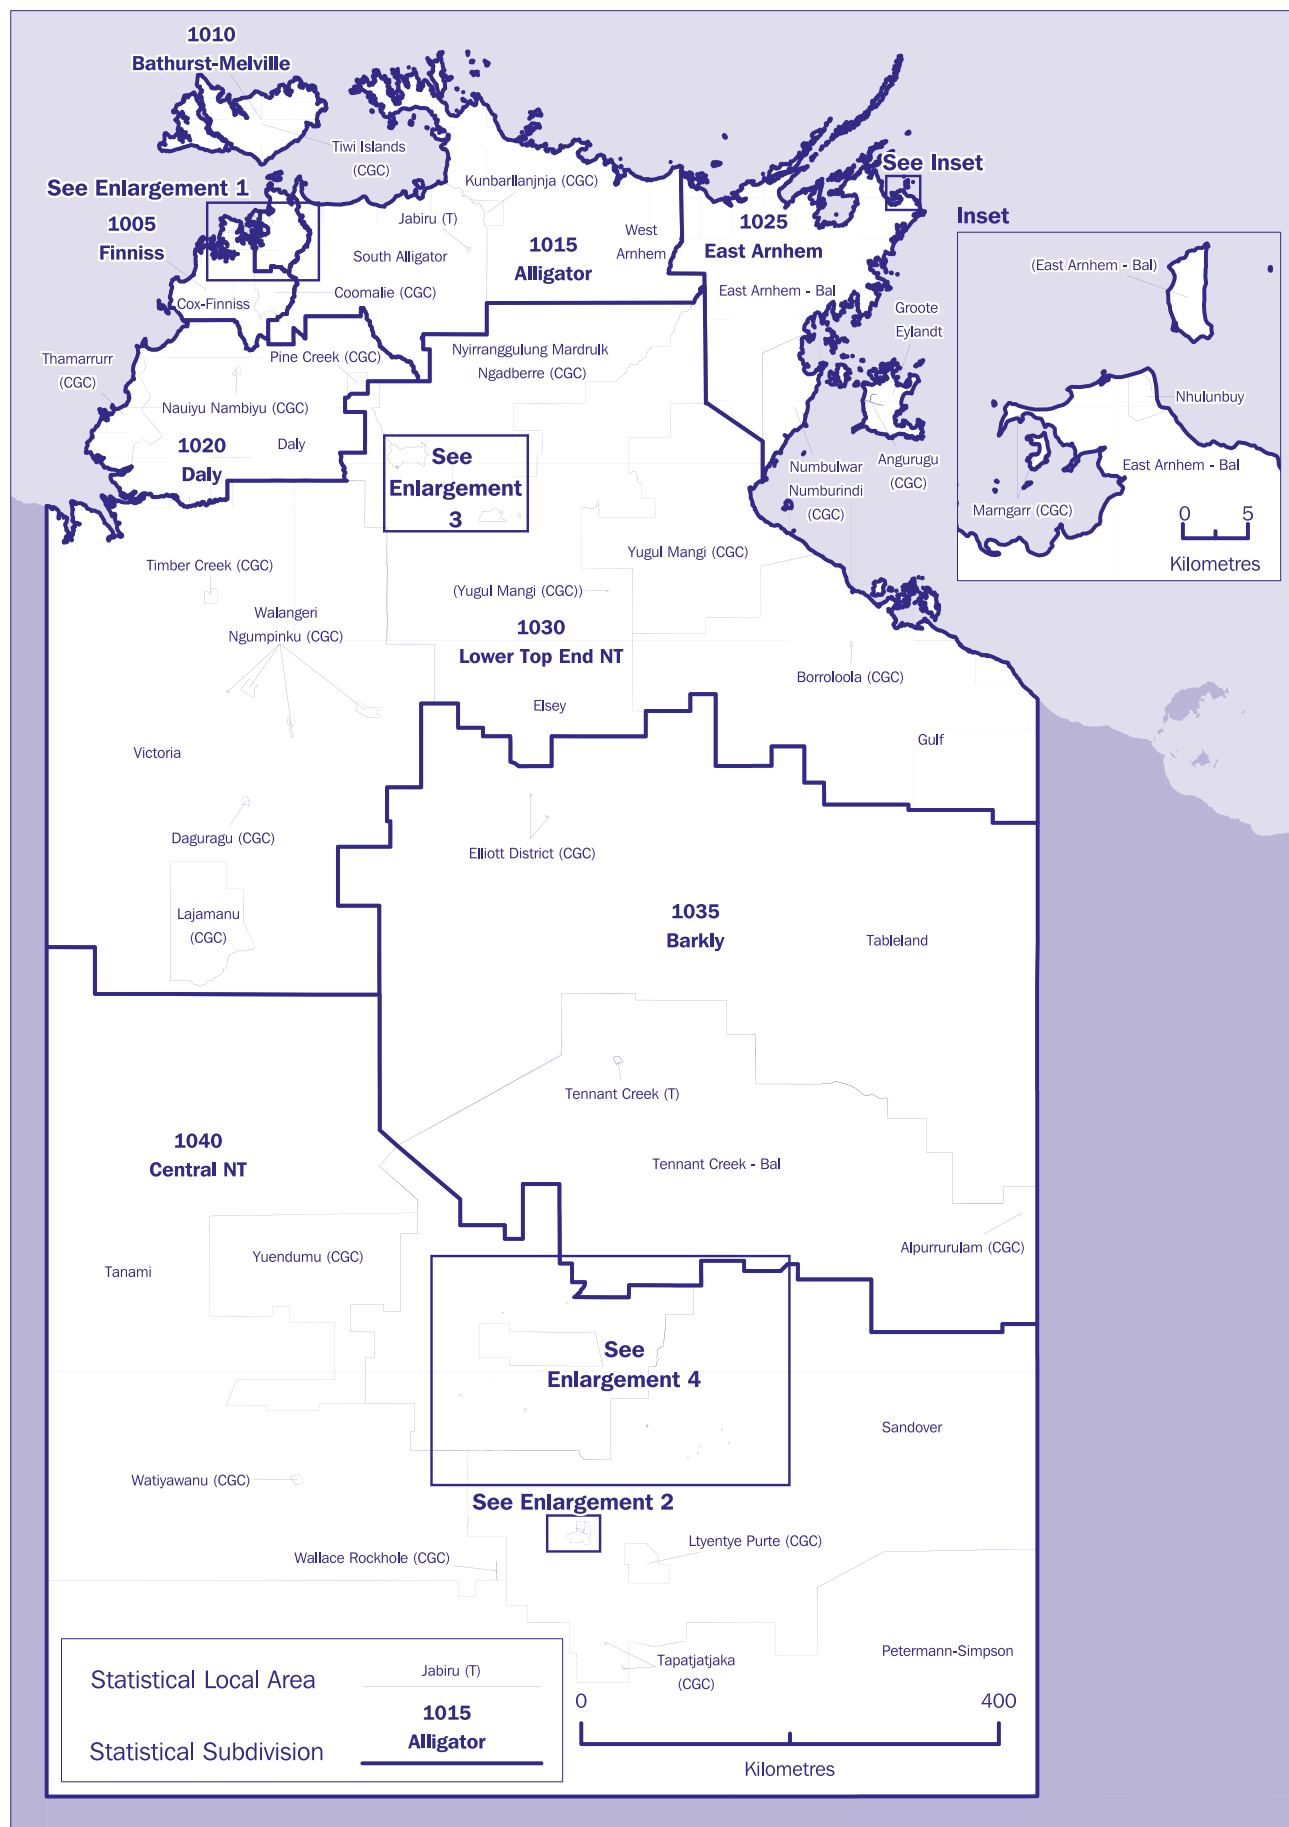 1010
Bathurst-Melville
Tiwi Islands
(CGC)
See Enlargement 1
1005
Finniss
Kunbarllanjnja (CGC)
Jabiru (T)
South Alligator
1015
Alligator
West
Arnhem
See Inset
1025
East Arnhem
East Arnhem - Bal
Inset
(East Arnhem - Bal)
Nhulunbuy
East Arnhem - Bal
Marngarr (CGC)
0 5
Kilometres
Cox-Finniss
Coomalie (CGC)
Groote
Eylandt
Thamarrurr
(CGC)
Pine Creek (CGC)
Nyirranggulung Mardrulk
Ngadberre (CGC)
Nauiyu Nambiyu (CGC)
1020
Daly
Daly
See
Enlargement
3
Numbulwar
Numburindi
(CGC)
Angurugu
(CGC)
Timber Creek (CGC)
Yugul Mangi (CGC)
(Yugul Mangi (CGC))
Walangeri
Ngumpinku (CGC)
1030
Lower Top End NT
Borroloola (CGC)
Elsey
Victoria
Gulf
Daguragu (CGC)
Elliott District (CGC)
Lajamanu
(CGC)
1035
Barkly
Tableland
Tennant Creek (T)
1040
Central NT
Tennant Creek - Bal
Yuendumu (CGC)
Tanami
Alpurrurulam (CGC)
See
Enlargement 4
Sandover
Watiyawanu (CGC)
See Enlargement 2
Ltyentye Purte (CGC)
Wallace Rockhole (CGC)
Petermann-Simpson
Tapatjatjaka
(CGC)
Statistical Local Area
Jabiru (T)
1015
Alligator
Statistical Subdivision
0 400
Kilometres